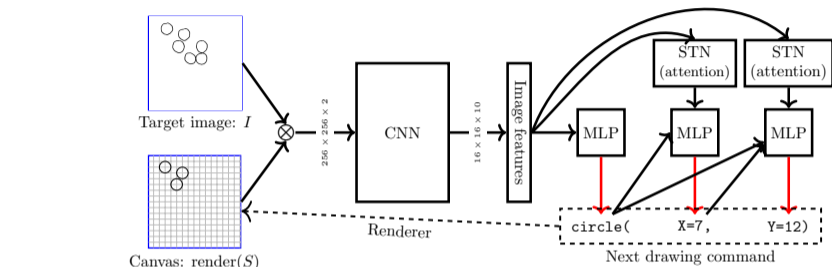 Target image: I
Canvas: render(S)
256 × 256 × 2
CNN
16 × 16 × 10
Image features
STN
(attention)
STN
(attention)
MLP
MLP
MLP
circle( X=7, Y=12)
Next drawing command
Renderer